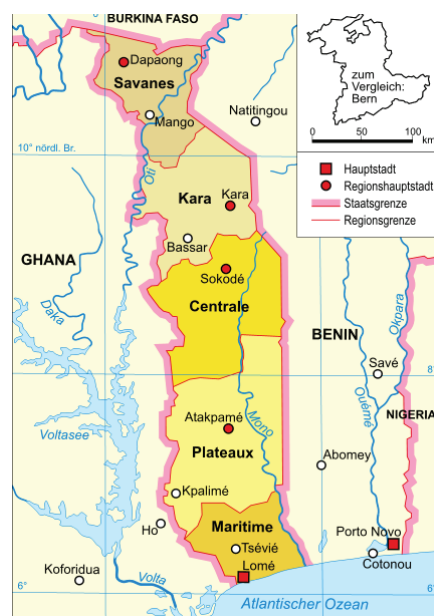 BURKINA FASO
Dapaong
Savanes
Mango
Natitingou
zum
Vergleich:
Bern
0 50 100
km
10° nördl. Br.
Hauptstadt
Regionshauptstadt
Staatsgrenze
Regionsgrenze
Oti
Kara
Kara
Bassar
GHANA
Sokodé
Centrale
Daka
BENIN
Okpara
Savé
8°
Ouémé
NIGERIA
Atakpamé
Mono
Voltasee
Plateaux
Abomey
Kpalimé
Maritime
Ho
Porto Novo
Tsévié
Cotonou
Lomé
Koforidua
Volta
6°
6°
Atlantischer Ozean